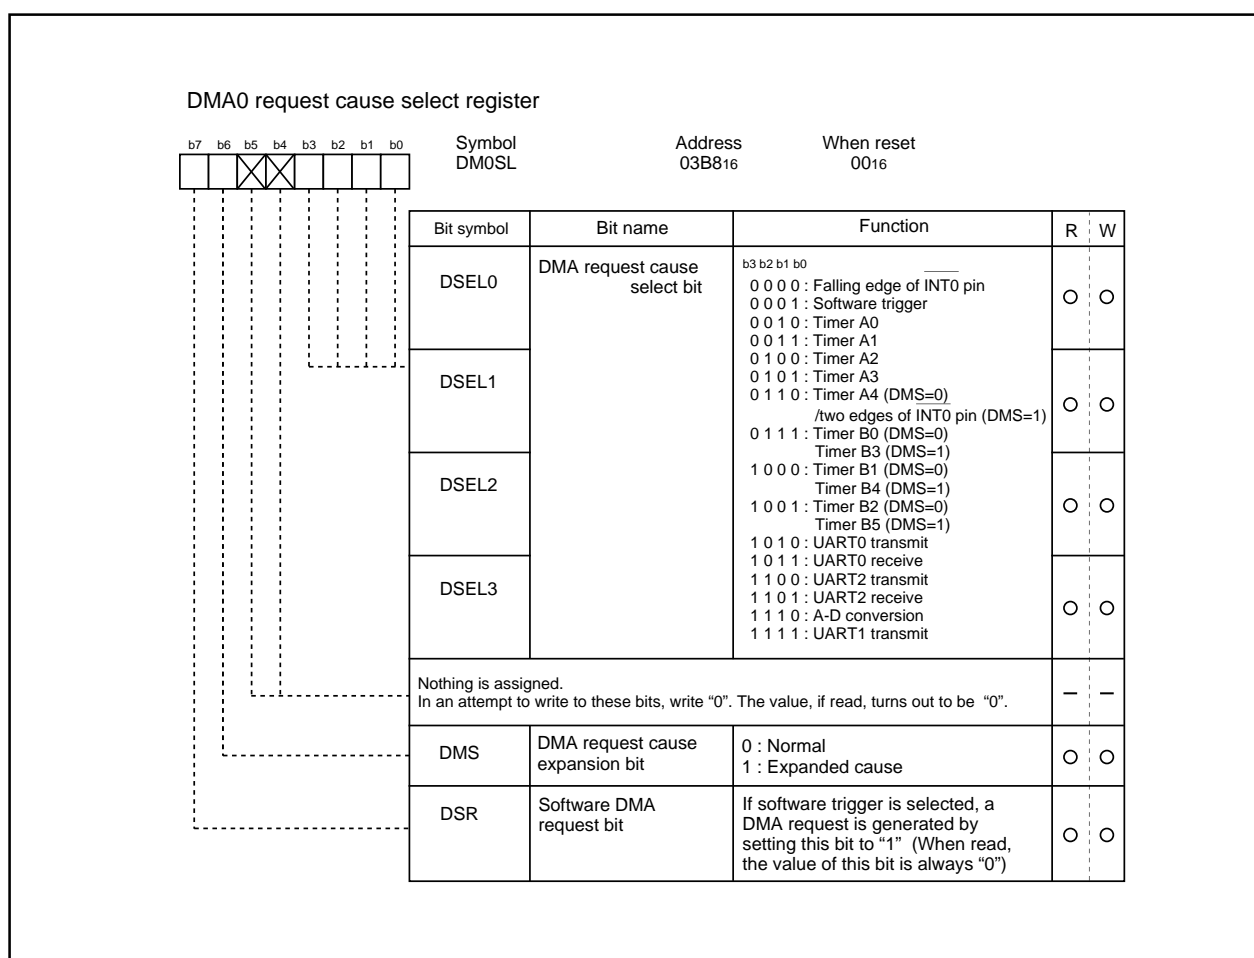 DMA0 request cause select register
b7 b6 b5 b4 b3 b2 b1 b0
Symbol Address When reset
DM0SL 03B816 0016
Bit symbol Bit name Function R W
DSEL0
DSEL1
DSEL2
DSEL3
DMA request cause
select bit
b3 b2 b1 b0
0 0 0 0 : Falling edge of INT0 pin
0 0 0 1 : Software trigger
0 0 1 0 : Timer A0
0 0 1 1 : Timer A1
0 1 0 0 : Timer A2
0 1 0 1 : Timer A3
0 1 1 0 : Timer A4 (DMS=0)
/two edges of INT0 pin (DMS=1)
0 1 1 1 : Timer B0 (DMS=0)
Timer B3 (DMS=1)
1 0 0 0 : Timer B1 (DMS=0)
Timer B4 (DMS=1)
1 0 0 1 : Timer B2 (DMS=0)
Timer B5 (DMS=1)
1 0 1 0 : UART0 transmit
1 0 1 1 : UART0 receive
1 1 0 0 : UART2 transmit
1 1 0 1 : UART2 receive
1 1 1 0 : A-D conversion
1 1 1 1 : UART1 transmit
Nothing is assigned.
In an attempt to write to these bits, write “0”. The value, if read, turns out to be “0”.
DMS
DMA request cause
expansion bit
0 : Normal
1 : Expanded cause
DSR
Software DMA
request bit
If software trigger is selected, a
DMA request is generated by
setting this bit to “1” (When read,
the value of this bit is always “0”)